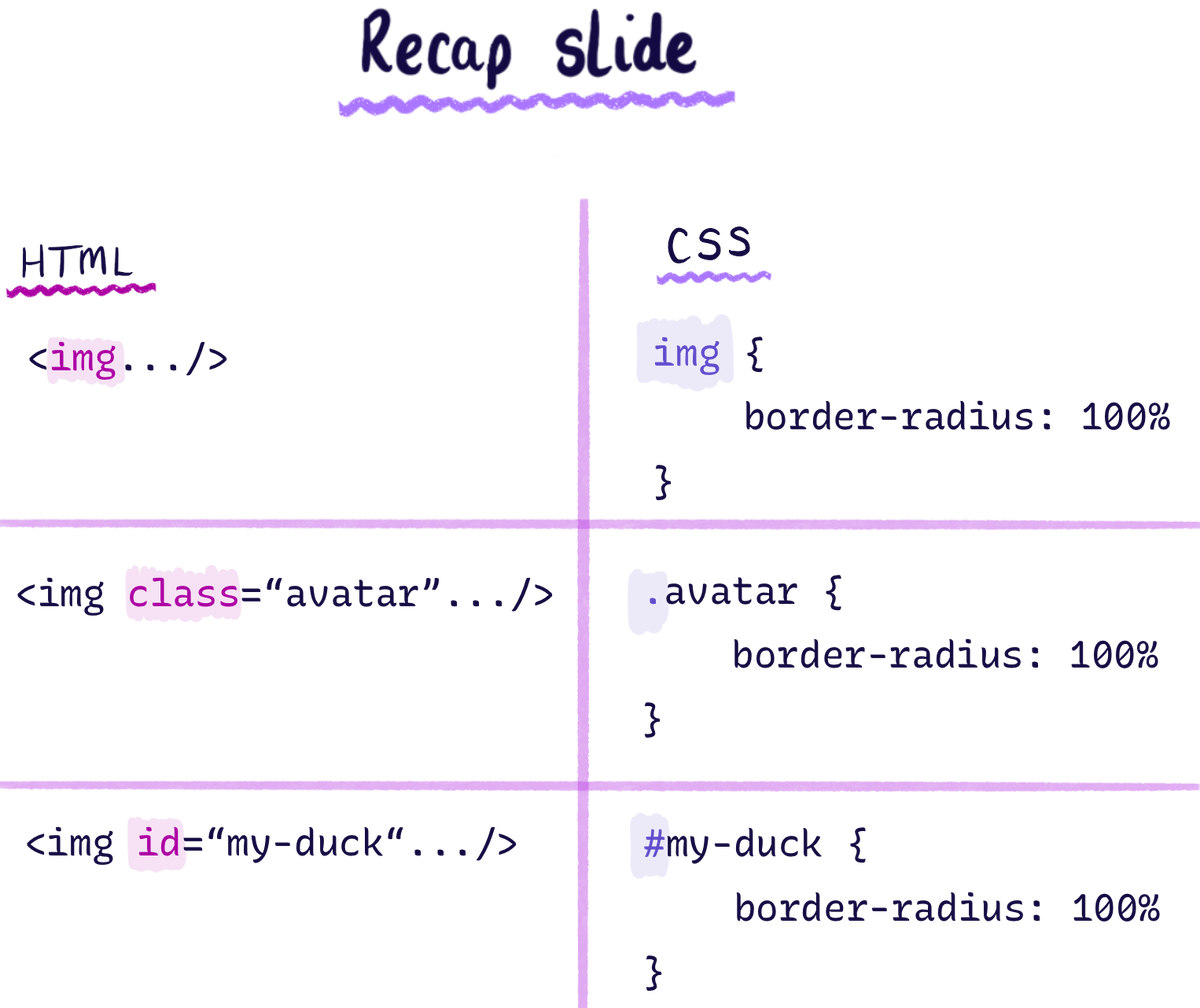 Recap slide
HTML
CSS
<img.../>
img {
border-radius: 100%
}
<img class=“avatar”.../>
.avatar {
border-radius: 100%
}
<img id=“my-duck“.../>
#my-duck {
border-radius: 100%
}